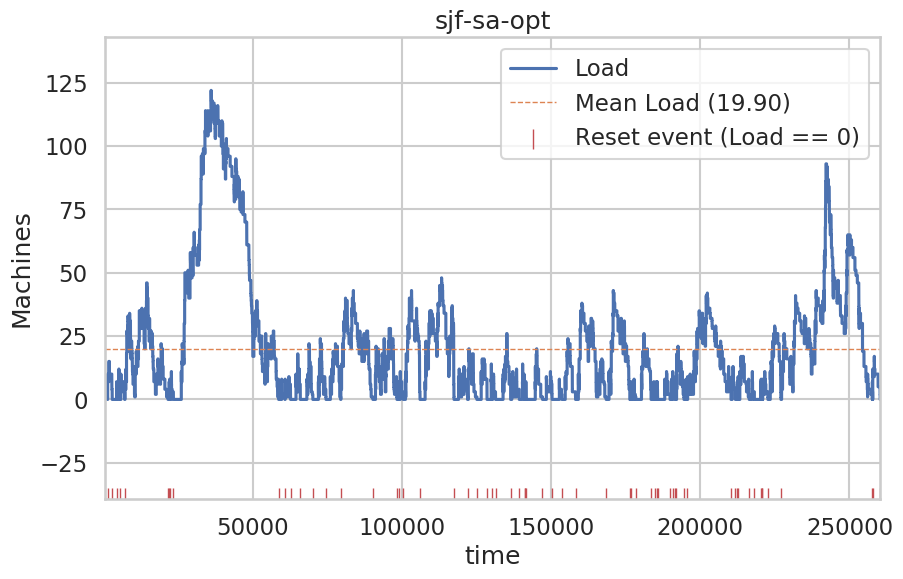 sjf-sa-opt
Load
Mean Load (19.90)
Reset event (Load == 0)
Machines
125
100
75
50
25
0
−25
50000
100000
150000
200000
250000
time